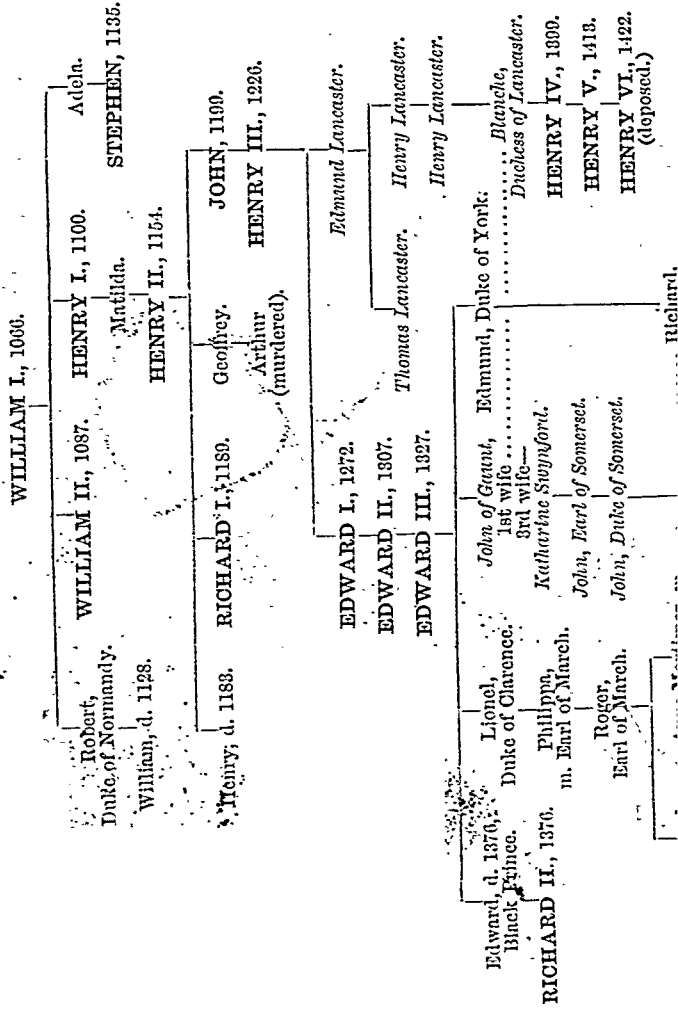 WILLIAM I., 1066.
Robert,
Duke of Normandy.
William, d. 1128.
WILLIAM II., 1087.
HENRY I., 1100.
Matilda.
HENRY II., 1154.
Adela.
STEPHEN, 1135.
Henry, d. 1183.
RICHARD I., 1189.
Geoffrey.
Arthur
(murdered).
JOHN, 1199.
HENRY III., 1226.
EDWARD I., 1272.
EDWARD II., 1307.
EDWARD III., 1327.
Edmund Lancaster.
Thomas Lancaster.
Henry Lancaster.
Henry Lancaster.
Edward, d. 1376,
Black Prince.
RICHARD II., 1376.
Lionel,
Duke of Clarence.
Philippa,
m. Earl of March.
Roger,
Earl of March.
John of Gaunt,
1st wife
3rd wife—
Katharine Swynford.
John, Earl of Somerset.
John, Duke of Somerset.
Edmund, Duke of York:
Blanche,
Duchess of Lancaster.
HENRY IV., 1399.
HENRY V., 1413.
HENRY VI., 1422.
(deposed.)
Richard.